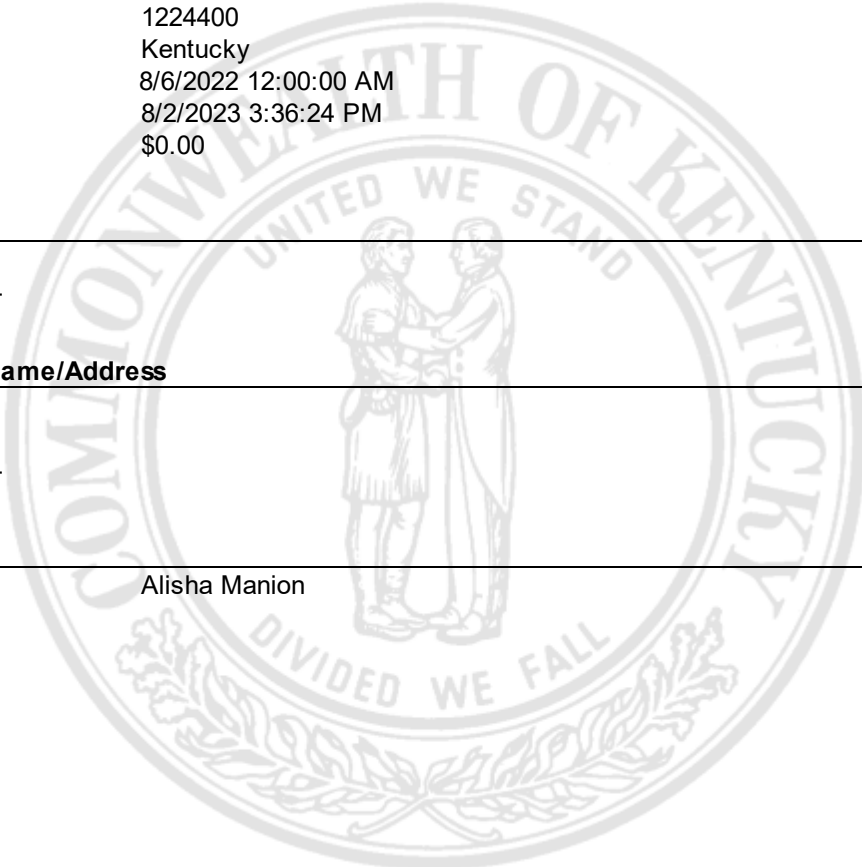 1224400
Kentucky
8/6/2022 12:00:00 AM
8/2/2023 3:36:24 PM
$0.00
COMMONWEALTH OF KENTUCKY
UNITED WE STAND
ame/Address
Alisha Manion
DIVIDED WE FALL